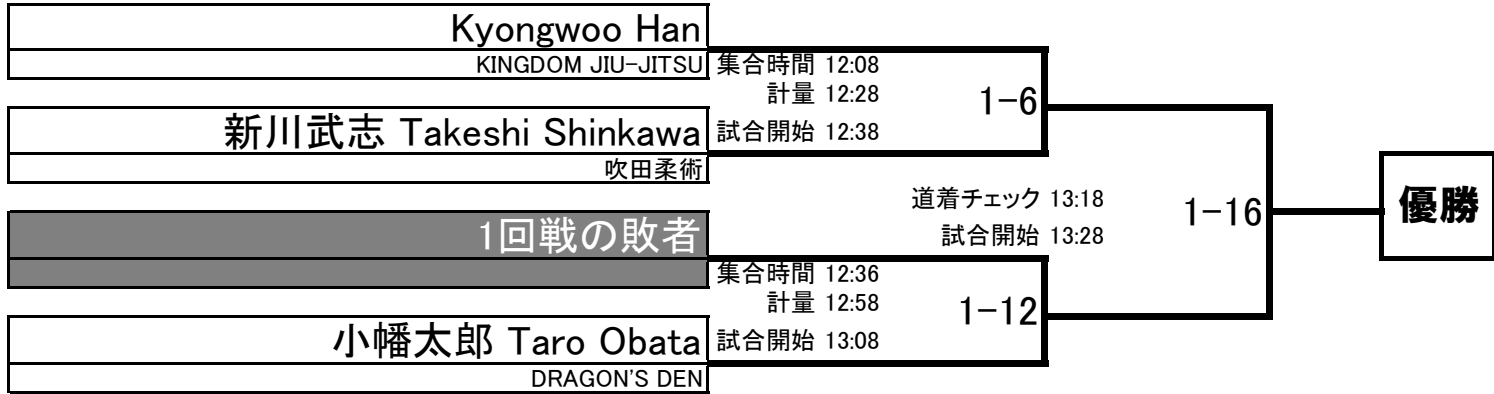 Kyongwoo Han
KINGDOM JIU-JITSU
集合時間 12:08
計量 12:28
1-6
新川武志 Takeshi Shinkawa
試合開始 12:38
吹田柔術
道着チェック 13:18
1-16
優勝
1回戦の敗者
試合開始 13:28
集合時間 12:36
計量 12:58
1-12
小幡太郎 Taro Obata
試合開始 13:08
DRAGON'S DEN